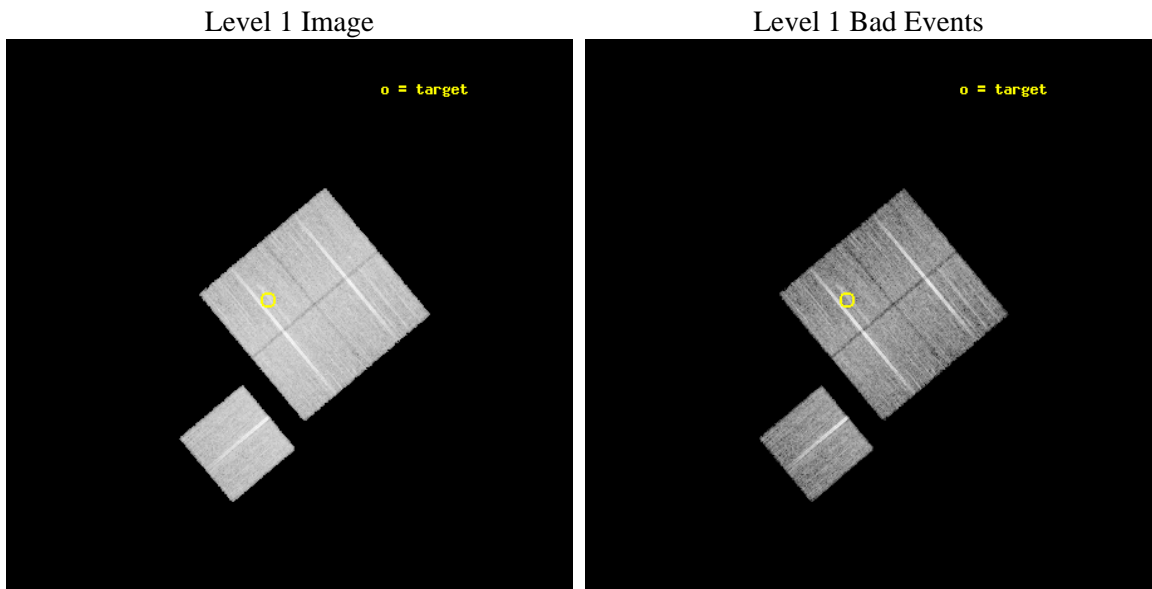 Level 1 Image
Level 1 Bad Events
o = target
o = target